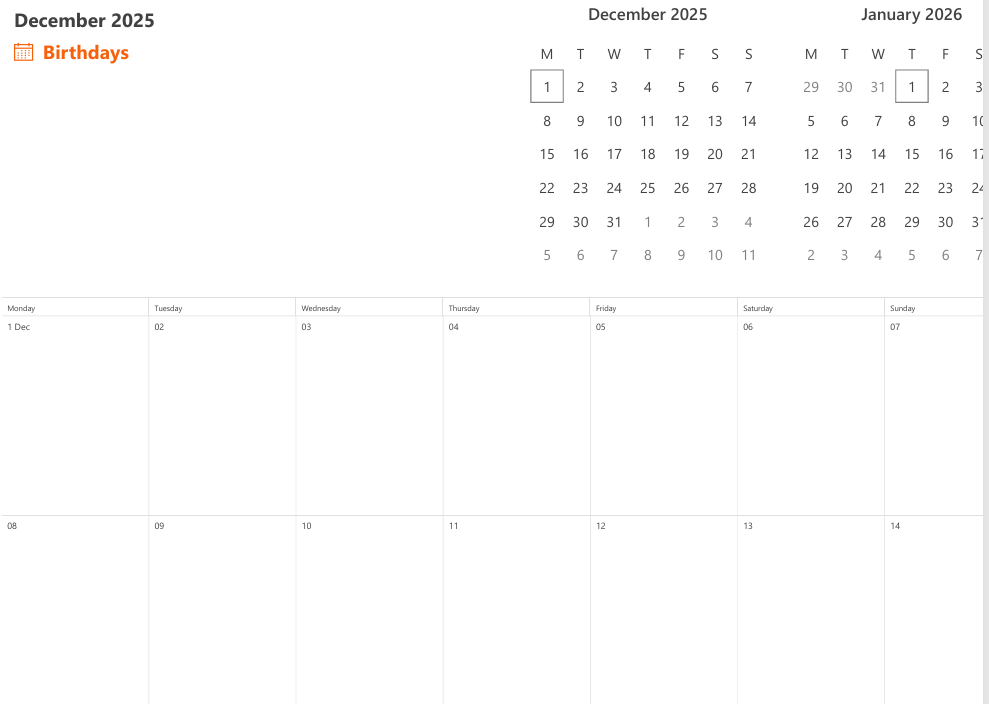 December 2025
Birthdays
December 2025
M T W T F S S
1 2 3 4 5 6 7
8 9 10 11 12 13 14
15 16 17 18 19 20 21
22 23 24 25 26 27 28
29 30 31 1 2 3 4
5 6 7 8 9 10 11
January 2026
M T W T F S
29 30 31 1 2 3
5 6 7 8 9 10
12 13 14 15 16 17
19 20 21 22 23 24
26 27 28 29 30 31
2 3 4 5 6 7
Monday Tuesday Wednesday Thursday Friday Saturday Sunday
1 Dec 02 03 04 05 06 07
08 09 10 11 12 13 14